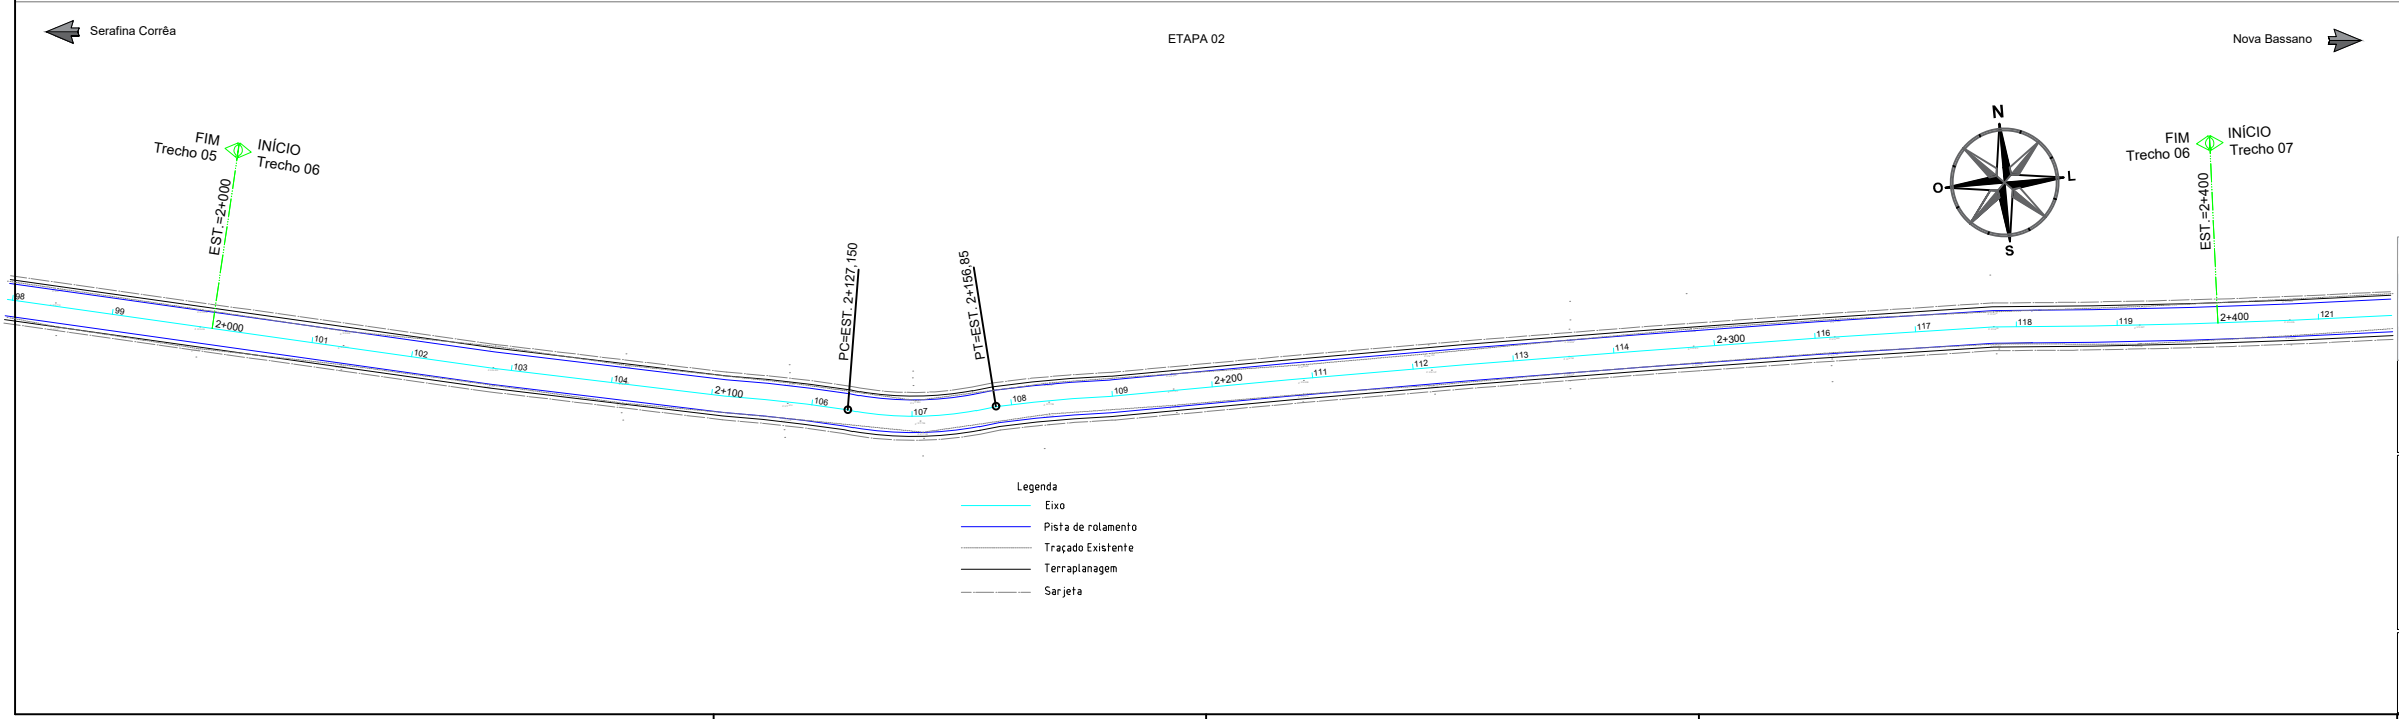 Serafina Corrêa
ETAPA 02
Nova Bassano
FIM
Trecho 05
INÍCIO
Trecho 06
EST.=2+000
PC=EST. 2+127,150
PT=EST. 2+156,85
N
O
L
S
FIM
Trecho 06
INÍCIO
Trecho 07
EST.=2+400
98
99
2+000
101
102
103
104
2+100
106
107
108
109
2+200
111
112
113
114
2+300
116
117
118
119
2+400
121
Legenda
Eixo
Pista de rolamento
Traçado Existente
Terraplanagem
Sarjeta